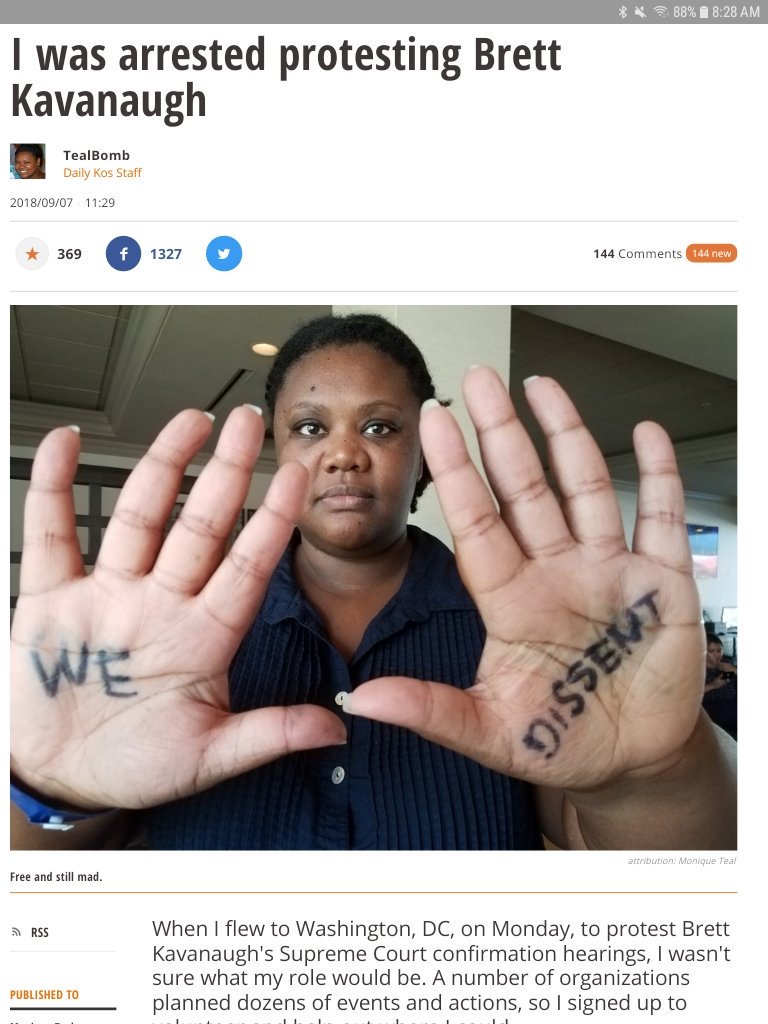 88% 8:28 AM
I was arrested protesting Brett
Kavanaugh
TealBomb
Daily Kos Staff
2018/09/07 · 11:29
369
1327
144 Comments 144 new
WE
DISSENT
attribution: Monique Teal
Free and still mad.
RSS
When I flew to Washington, DC, on Monday, to protest Brett
Kavanaugh's Supreme Court confirmation hearings, I wasn't
sure what my role would be. A number of organizations
planned dozens of events and actions, so I signed up to
PUBLISHED TO